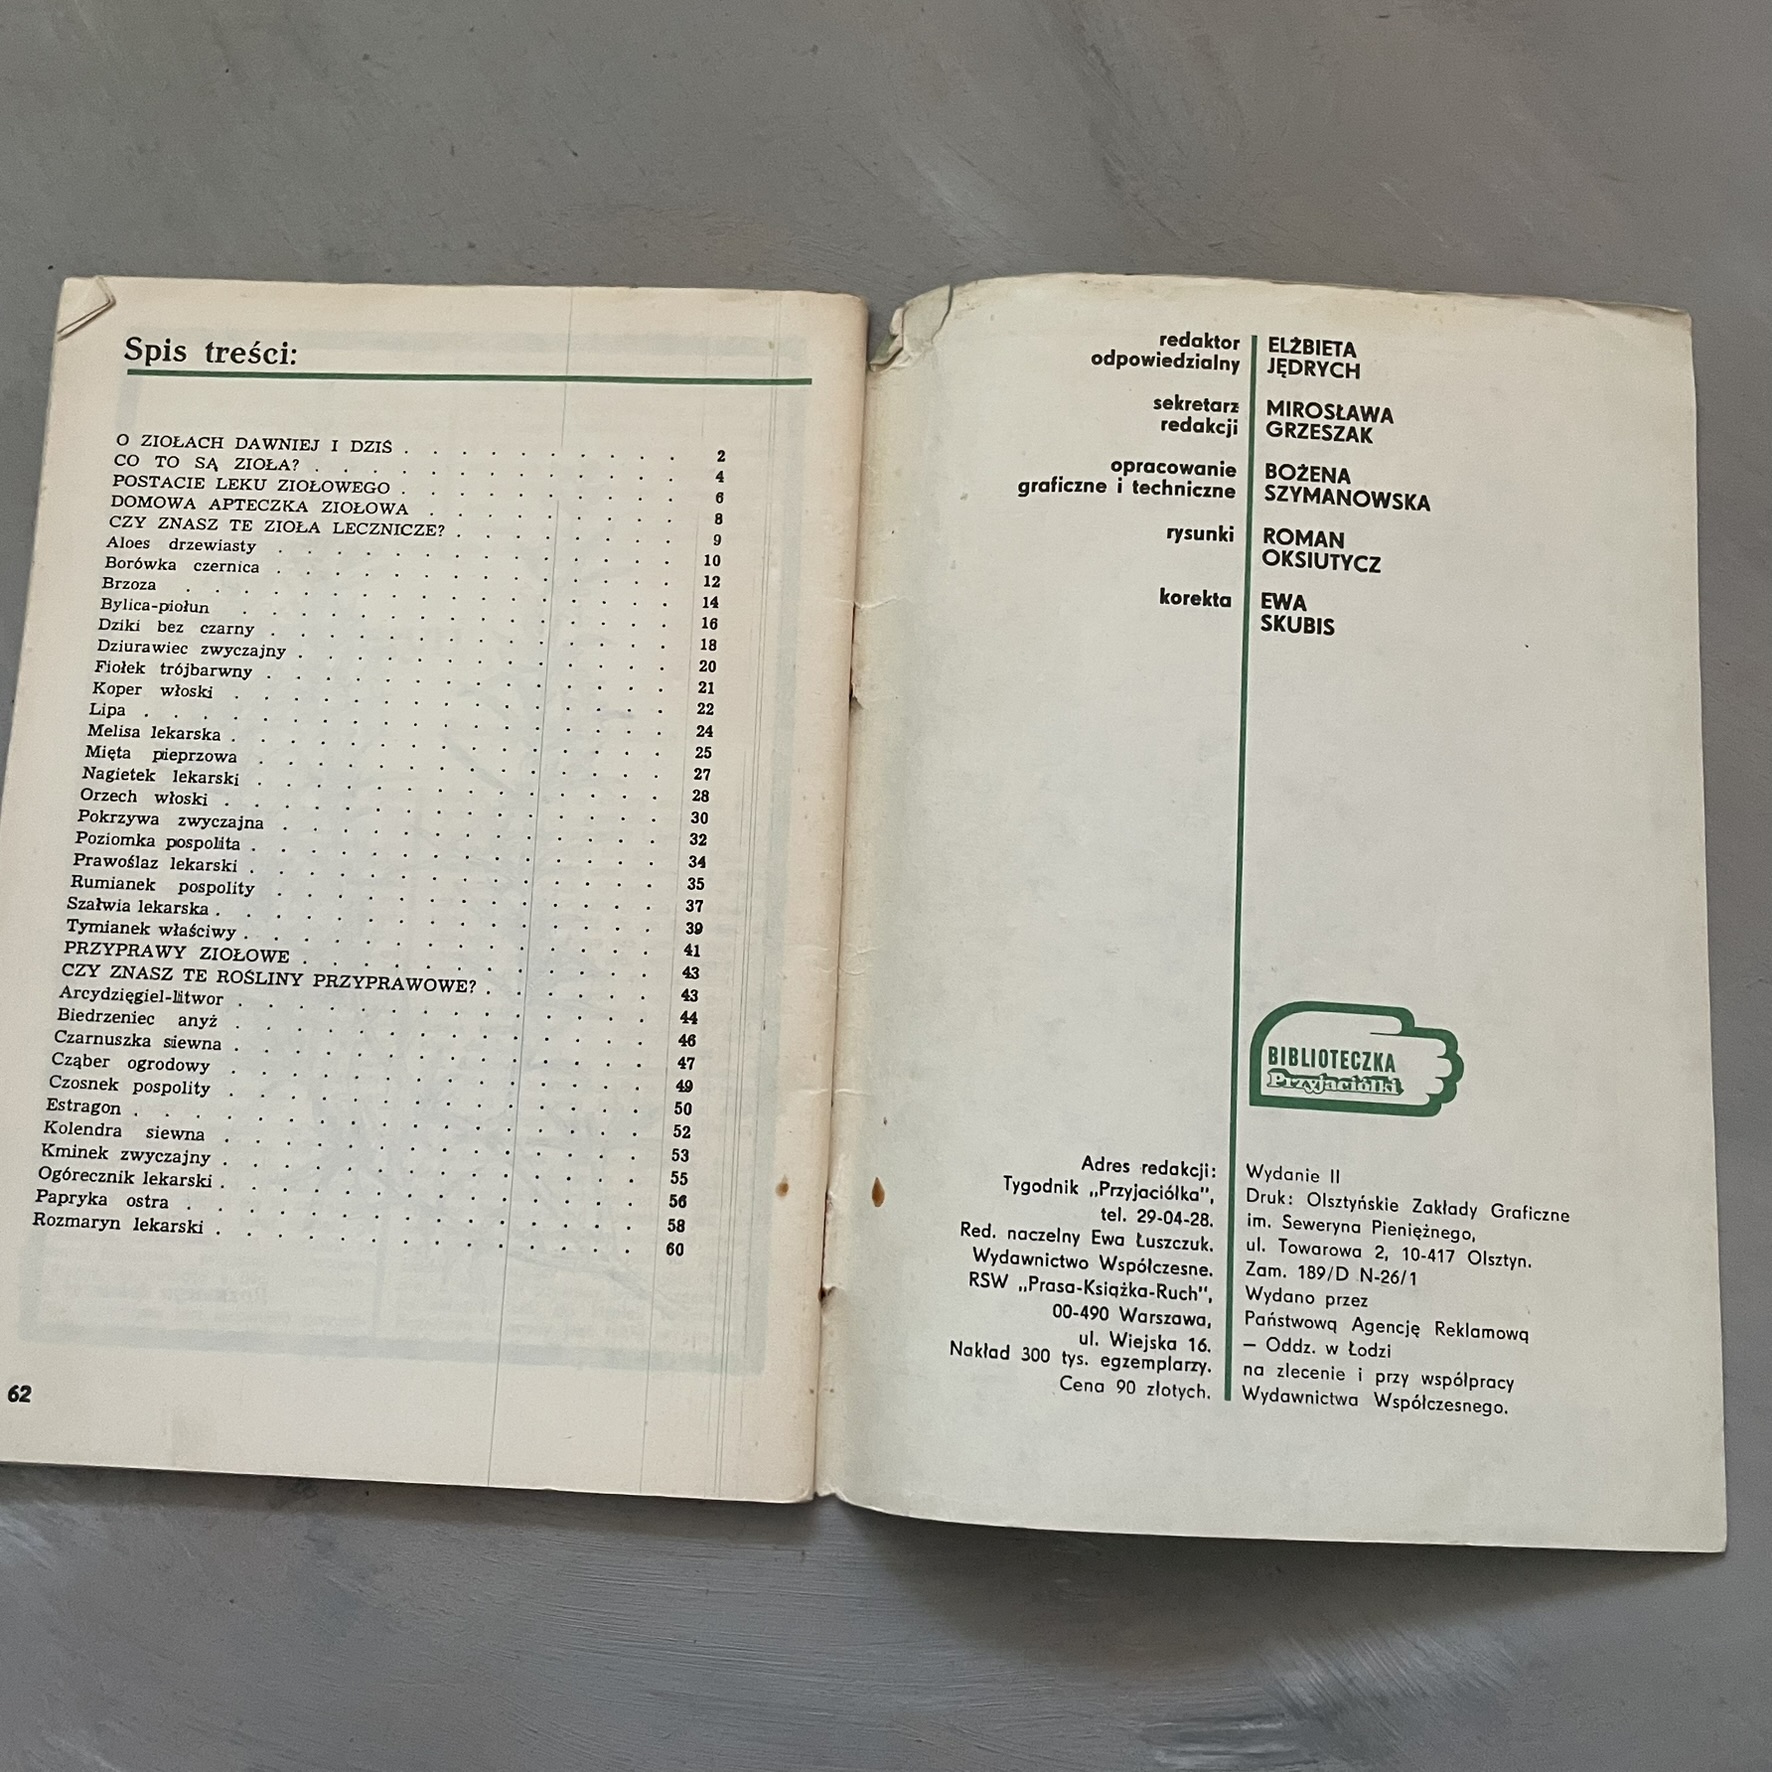 Spis treści:
O ZIOŁACH DAWNIEJ I DZIŚ . . . . . . . . . . 2
CO TO SĄ ZIOŁA? . . . . . . . . . . . . . 4
POSTACIE LEKU ZIOŁOWEGO . . . . . . . . . . 6
DOMOWA APTECZKA ZIOŁOWA . . . . . . . . . 8
CZY ZNASZ TE ZIOŁA LECZNICZE? . . . . . . . . 9
Aloes drzewiasty . . . . . . . . . . . . . . 10
Borówka czernica . . . . . . . . . . . . . . 12
Brzoza . . . . . . . . . . . . . . . . . 14
Bylica-piołun . . . . . . . . . . . . . . . 16
Dziki bez czarny . . . . . . . . . . . . . . 18
Dziurawiec zwyczajny . . . . . . . . . . . . . 20
Fiołek trójbarwny . . . . . . . . . . . . . . 21
Koper włoski . . . . . . . . . . . . . . . 22
Lipa . . . . . . . . . . . . . . . . . . 24
Melisa lekarska . . . . . . . . . . . . . . . 25
Mięta pieprzowa . . . . . . . . . . . . . . 27
Nagietek lekarski . . . . . . . . . . . . . . 28
Orzech włoski . . . . . . . . . . . . . . . 30
Pokrzywa zwyczajna . . . . . . . . . . . . . 32
Poziomka pospolita . . . . . . . . . . . . . . 34
Prawoślaz lekarski . . . . . . . . . . . . . . 35
Rumianek pospolity . . . . . . . . . . . . . 37
Szałwia lekarska . . . . . . . . . . . . . . . 39
Tymianek właściwy . . . . . . . . . . . . . . 41
PRZYPRAWY ZIOŁOWE . . . . . . . . . . . . 43
CZY ZNASZ TE ROŚLINY PRZYPRAWOWE? . . . . . . 43
Arcydzięgiel-litwor . . . . . . . . . . . . . . 44
Biedrzeniec anyż . . . . . . . . . . . . . . 46
Czarnuszka siewna . . . . . . . . . . . . . . 47
Cząber ogrodowy . . . . . . . . . . . . . . 49
Czosnek pospolity . . . . . . . . . . . . . . 50
Estragon . . . . . . . . . . . . . . . . . 52
Kolendra siewna . . . . . . . . . . . . . . 53
Kminek zwyczajny . . . . . . . . . . . . . . 55
Ogórecznik lekarski . . . . . . . . . . . . . . 56
Papryka ostra . . . . . . . . . . . . . . . 58
Rozmaryn lekarski . . . . . . . . . . . . . . 60
62
redaktor ELŻBIETA
odpowiedzialny JĘDRYCH
sekretarz MIROSŁAWA
redakcji GRZESZAK
opracowanie BOŻENA
graficzne i techniczne SZYMANOWSKA
rysunki ROMAN
OKSIUTYCZ
korekta EWA
SKUBIS
BIBLIOTECZKA
Przyjaciółki
Adres redakcji:
Tygodnik „Przyjaciółka",
tel. 29-04-28.
Red. naczelny Ewa Łuszczuk.
Wydawnictwo Współczesne.
RSW „Prasa-Książka-Ruch",
00-490 Warszawa,
ul. Wiejska 16.
Nakład 300 tys. egzemplarzy.
Cena 90 złotych.
Wydanie II
Druk: Olsztyńskie Zakłady Graficzne
im. Seweryna Pieniężnego,
ul. Towarowa 2, 10-417 Olsztyn.
Zam. 189/D N-26/1
Wydano przez
Państwową Agencję Reklamową
– Oddz. w Łodzi
na zlecenie i przy współpracy
Wydawnictwa Współczesnego.